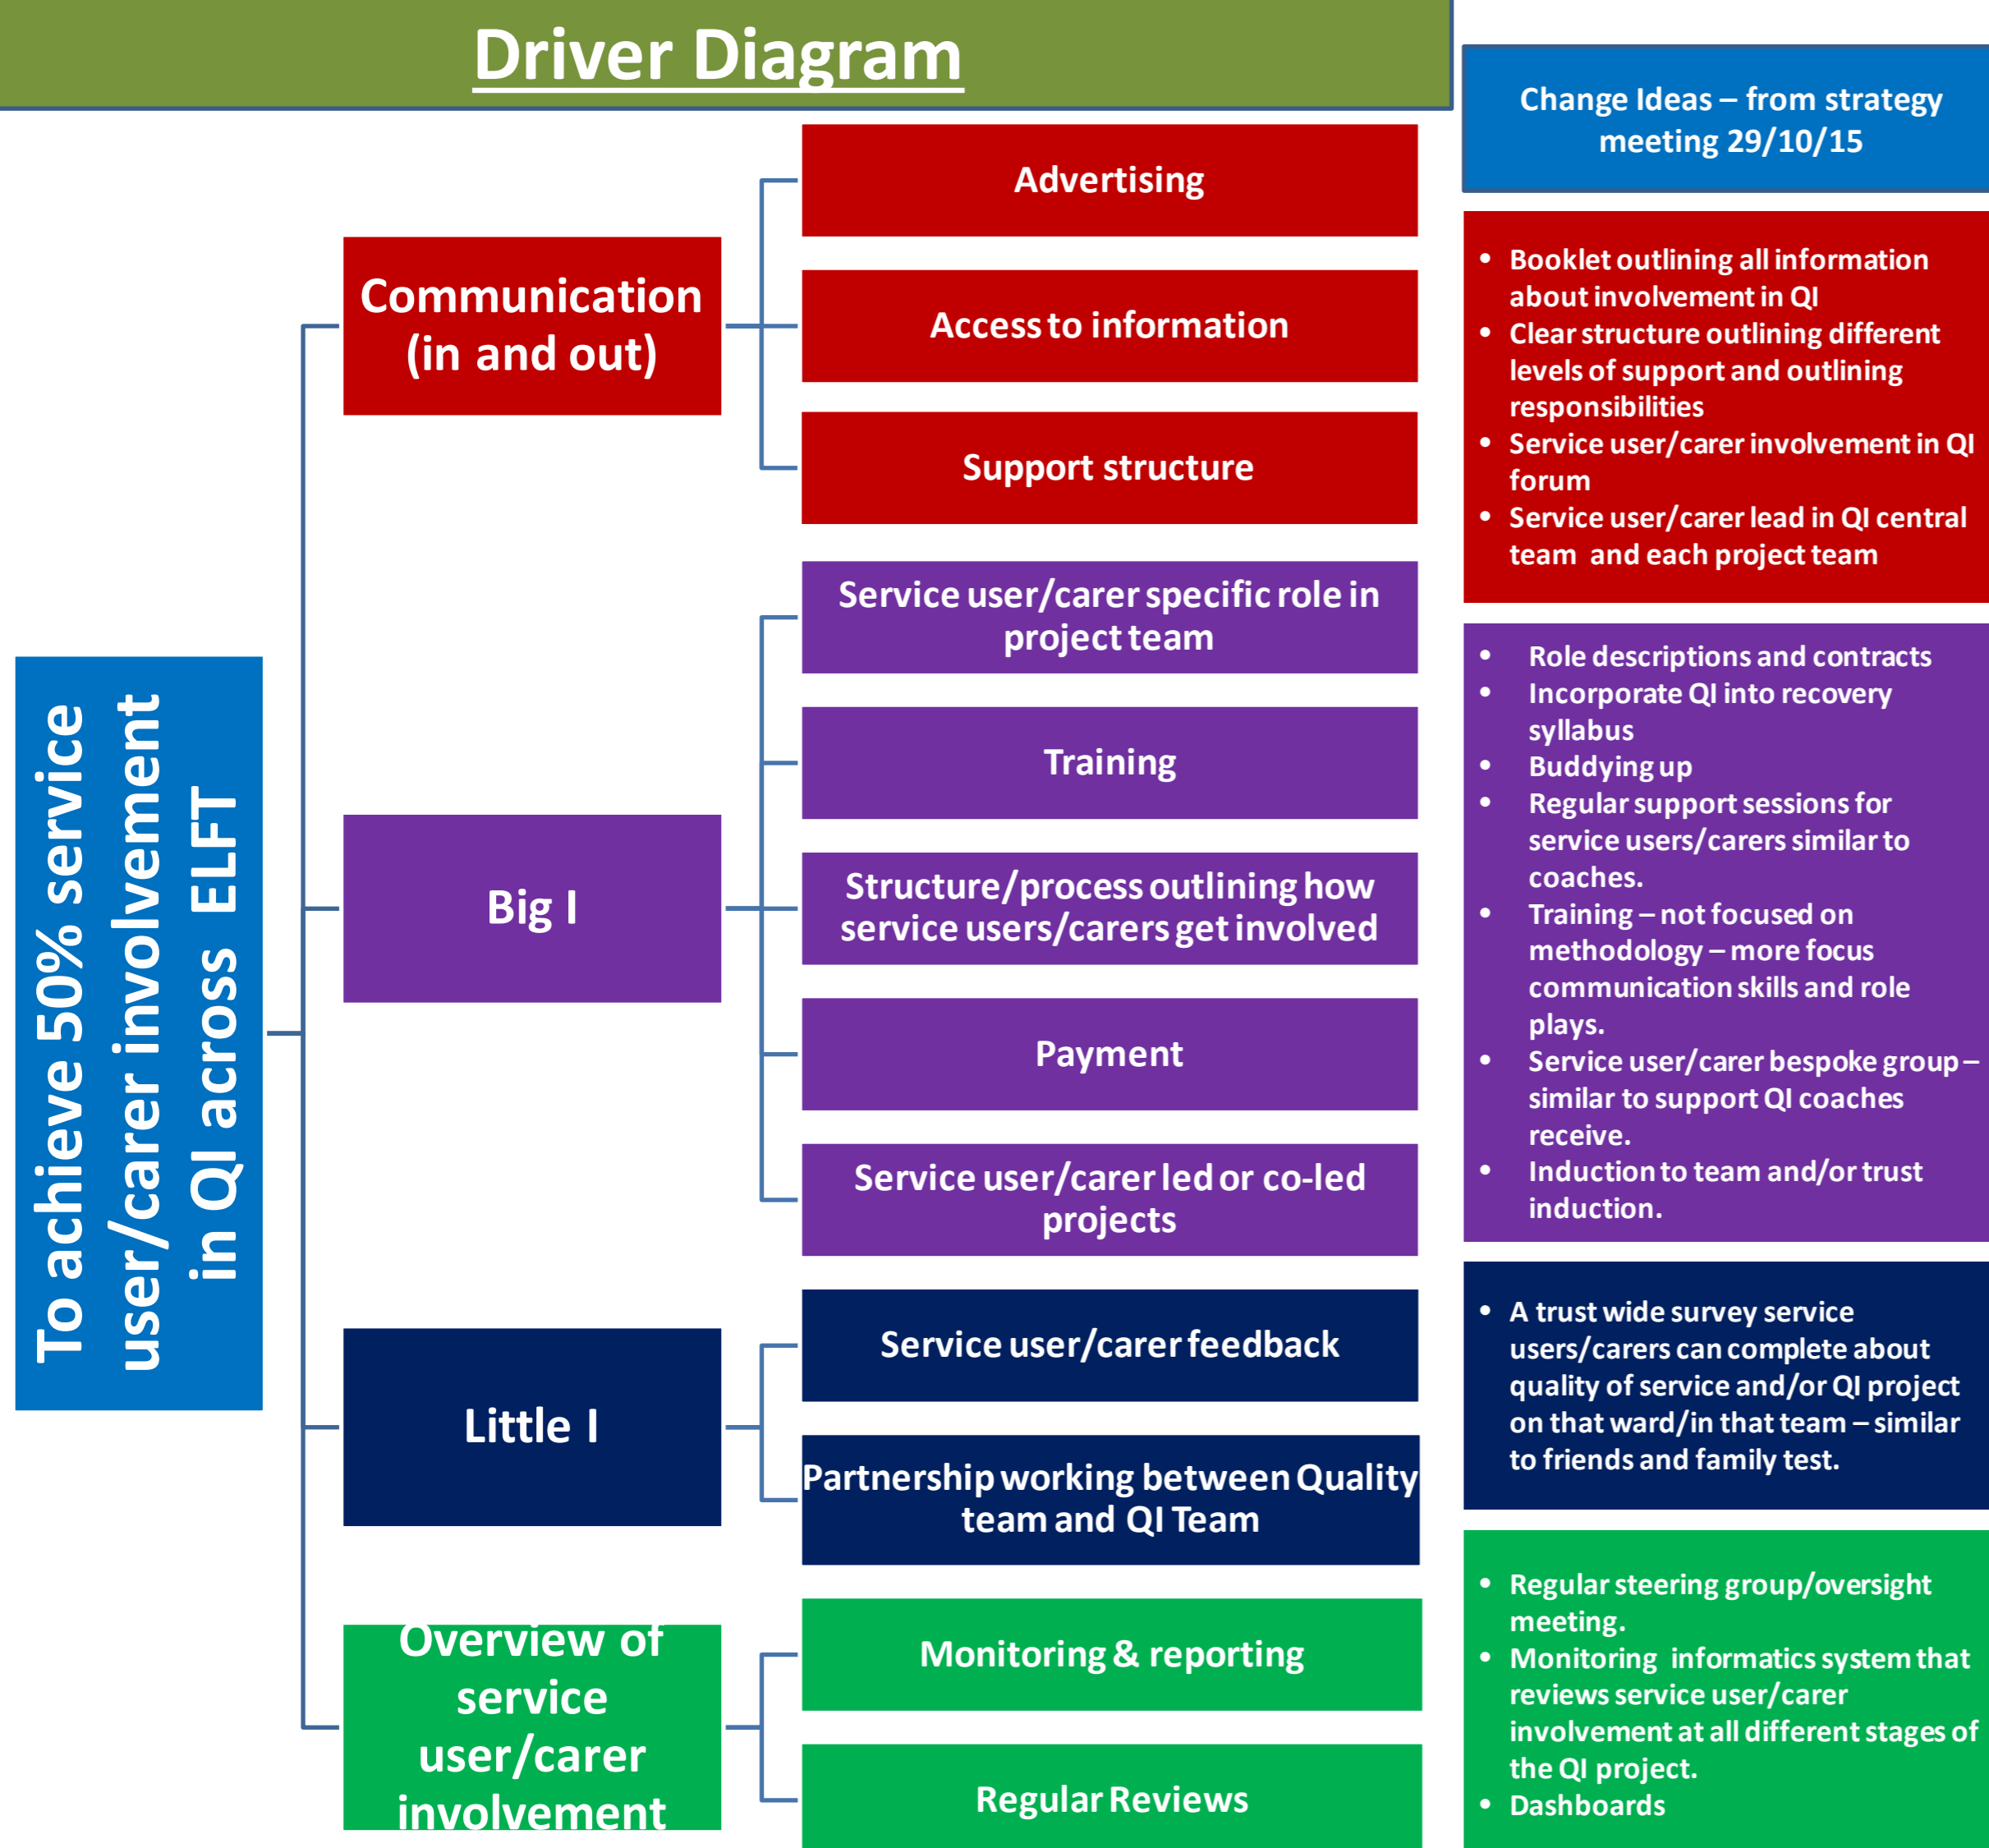 Driver Diagram
Change Ideas – from strategy
meeting 29/10/15
To achieve 50% service
user/carer involvement
in QI across ELFT
Communication
(in and out)
Advertising
Access to information
Support structure
• Booklet outlining all information
about involvement in QI
• Clear structure outlining different
levels of support and outlining
responsibilities
• Service user/carer involvement in QI
forum
• Service user/carer lead in QI central
team and each project team
Big I
Service user/carer specific role in
project team
Training
Structure/process outlining how
service users/carers get involved
Payment
Service user/carer led or co-led
projects
• Role descriptions and contracts
• Incorporate QI into recovery
syllabus
• Buddying up
• Regular support sessions for
service users/carers similar to
coaches.
• Training – not focused on
methodology – more focus
communication skills and role
plays.
• Service user/carer bespoke group –
similar to support QI coaches
receive.
• Induction to team and/or trust
induction.
Little I
Service user/carer feedback
Partnership working between Quality
team and QI Team
• A trust wide survey service
users/carers can complete about
quality of service and/or QI project
on that ward/in that team – similar
to friends and family test.
Overview of
service
user/carer
involvement
Monitoring & reporting
Regular Reviews
• Regular steering group/oversight
meeting.
• Monitoring informatics system that
reviews service user/carer
involvement at all different stages of
the QI project.
• Dashboards